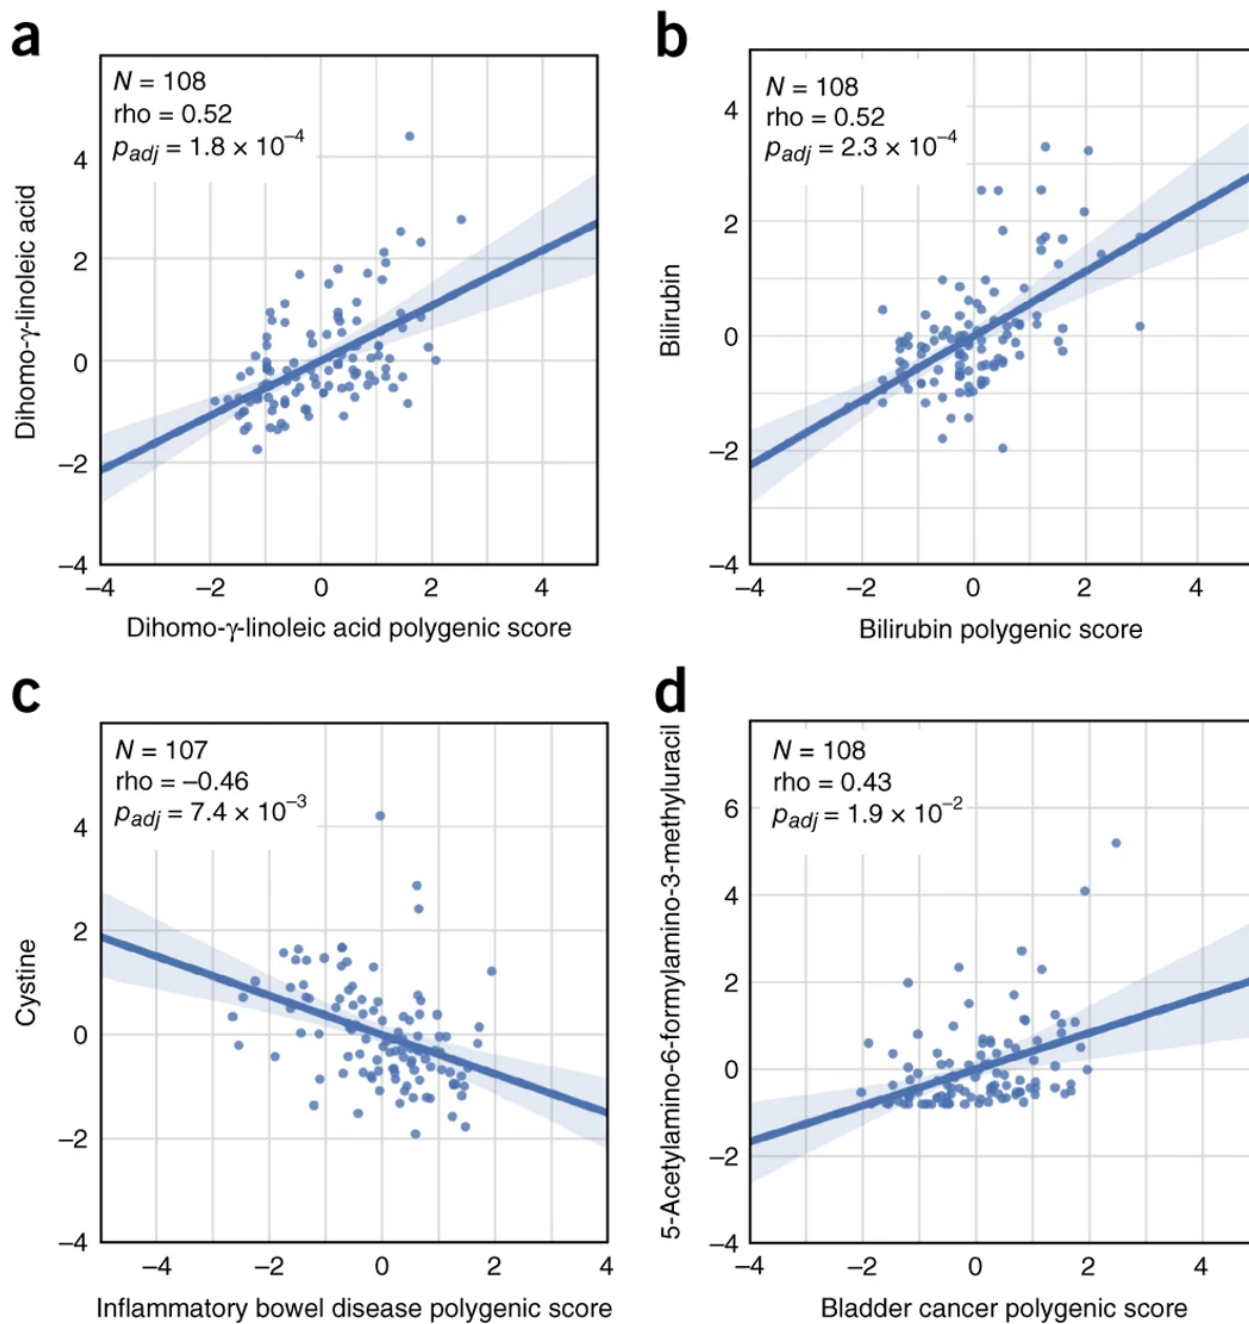 a
N = 108
rho = 0.52
p_adj = 1.8 × 10⁻⁴
4
2
0
−2
−4
Dihomo-γ-linoleic acid
−4 −2 0 2 4
Dihomo-γ-linoleic acid polygenic score
b
N = 108
rho = 0.52
p_adj = 2.3 × 10⁻⁴
4
2
0
−2
−4
Bilirubin
−4 −2 0 2 4
Bilirubin polygenic score
c
N = 107
rho = −0.46
p_adj = 7.4 × 10⁻³
4
2
0
−2
−4
Cystine
−4 −2 0 2 4
Inflammatory bowel disease polygenic score
d
N = 108
rho = 0.43
p_adj = 1.9 × 10⁻²
6
4
2
0
−2
−4
5-Acetylamino-6-formylamino-3-methyluracil
−4 −2 0 2 4
Bladder cancer polygenic score